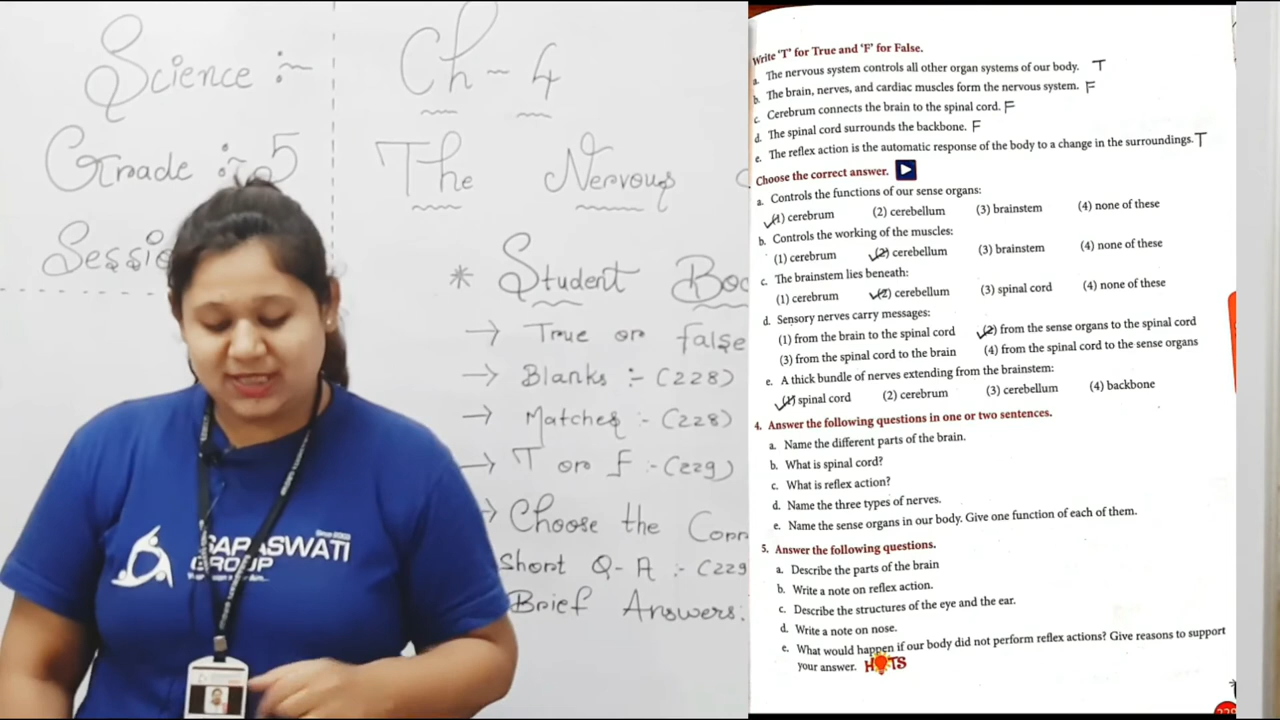 Science :-
Grade :- 5
Sessio
Ch - 4
The Nervous
* Student Boo
→ True or false
→ Blanks :- (228)
→ Matches :- (228)
→ T or F :- (229)
→ Choose the Corr
Short Q-A :- (229
Brief Answers:
SARASWATI
GROUP
Write 'T' for True and 'F' for False.
a. The nervous system controls all other organ systems of our body. T
b. The brain, nerves, and cardiac muscles form the nervous system. F
c. Cerebrum connects the brain to the spinal cord. F
d. The spinal cord surrounds the backbone. F
e. The reflex action is the automatic response of the body to a change in the surroundings. T
Choose the correct answer.
a. Controls the functions of our sense organs:
(1) cerebrum (2) cerebellum (3) brainstem (4) none of these
b. Controls the working of the muscles:
(1) cerebrum (2) cerebellum (3) brainstem (4) none of these
c. The brainstem lies beneath:
(1) cerebrum (2) cerebellum (3) spinal cord (4) none of these
d. Sensory nerves carry messages:
(1) from the brain to the spinal cord (2) from the sense organs to the spinal cord
(3) from the spinal cord to the brain (4) from the spinal cord to the sense organs
e. A thick bundle of nerves extending from the brainstem:
(1) spinal cord (2) cerebrum (3) cerebellum (4) backbone
4. Answer the following questions in one or two sentences.
a. Name the different parts of the brain.
b. What is spinal cord?
c. What is reflex action?
d. Name the three types of nerves.
e. Name the sense organs in our body. Give one function of each of them.
5. Answer the following questions.
a. Describe the parts of the brain
b. Write a note on reflex action.
c. Describe the structures of the eye and the ear.
d. Write a note on nose.
e. What would happen if our body did not perform reflex actions? Give reasons to support
your answer. HOTS